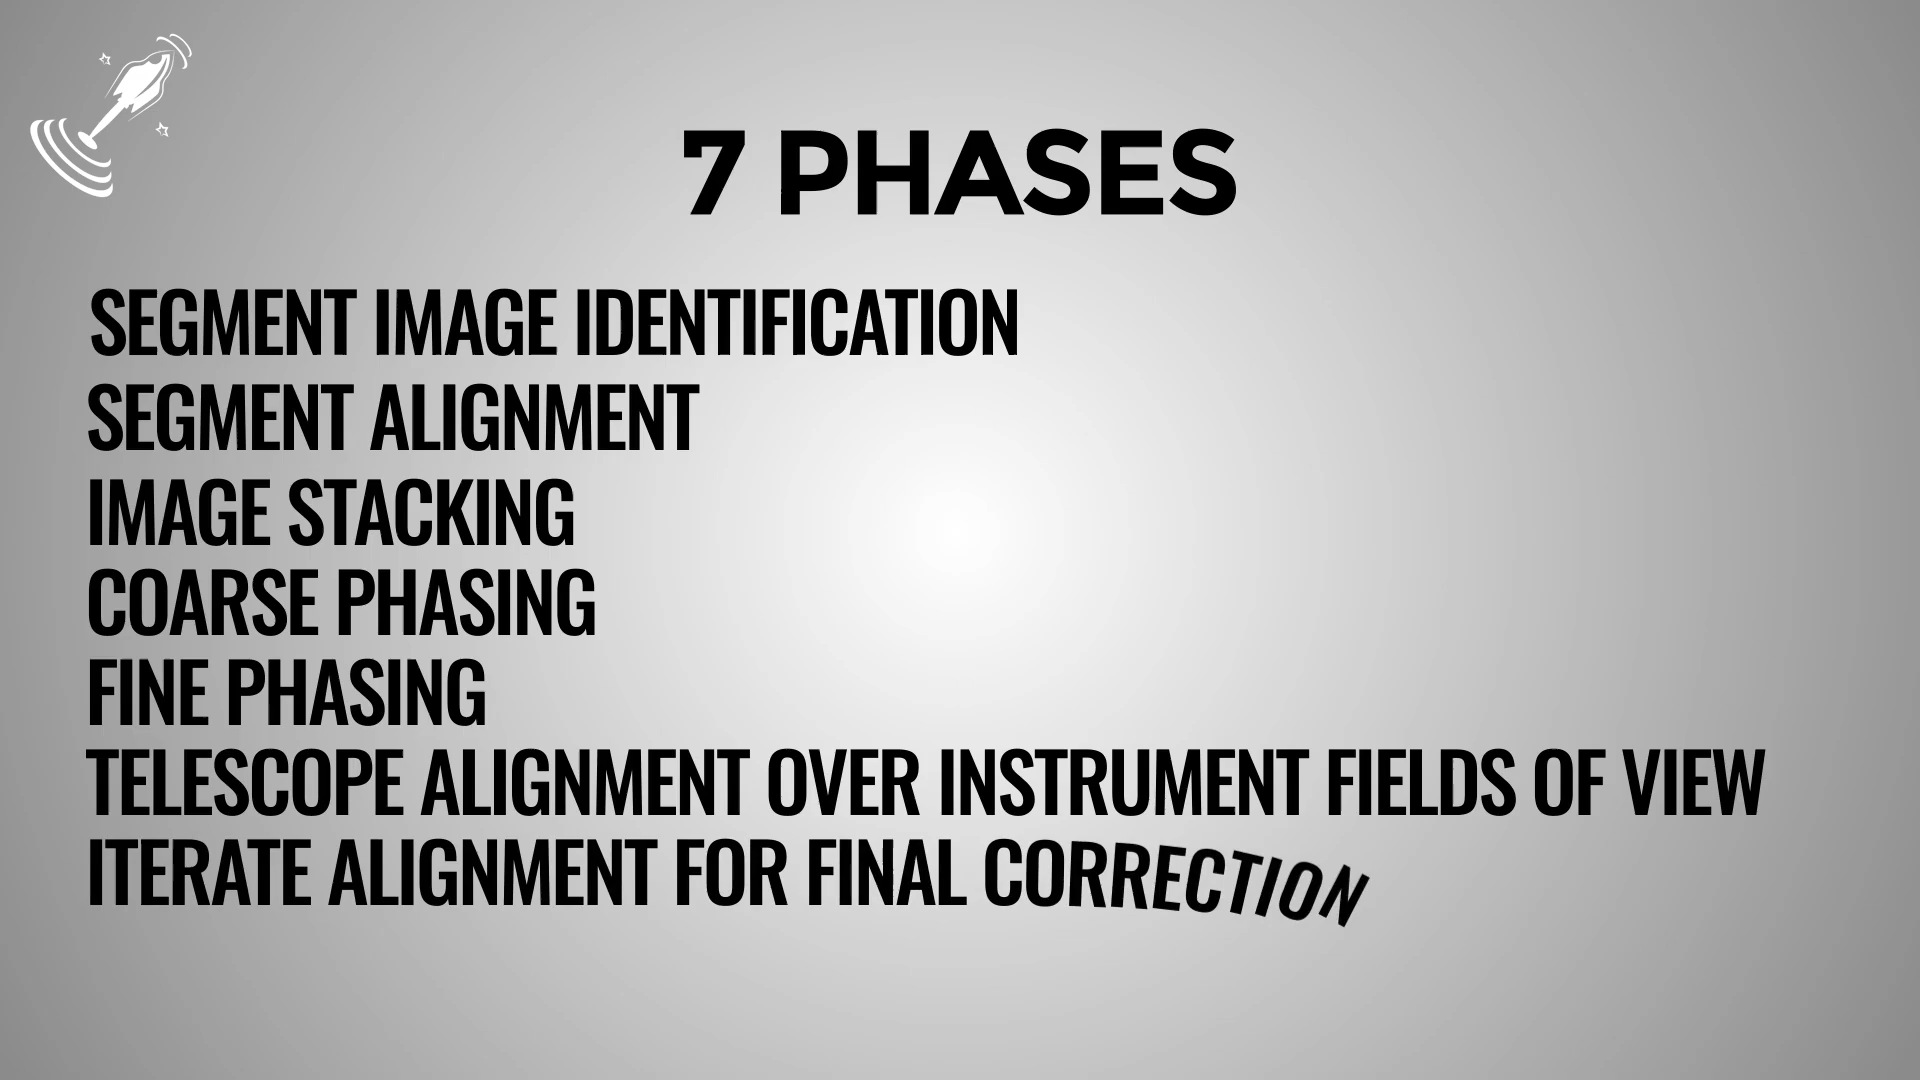 7 PHASES
SEGMENT IMAGE IDENTIFICATION
SEGMENT ALIGNMENT
IMAGE STACKING
COARSE PHASING
FINE PHASING
TELESCOPE ALIGNMENT OVER INSTRUMENT FIELDS OF VIEW
ITERATE ALIGNMENT FOR FINAL CORRECTION